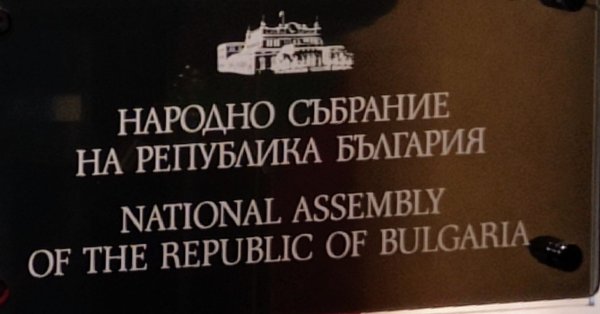 НАРОДНО СЪБРАНИЕ
НА РЕПУБЛИКА БЪЛГАРИЯ
NATIONAL ASSEMBLY
OF THE REPUBLIC OF BULGARIA